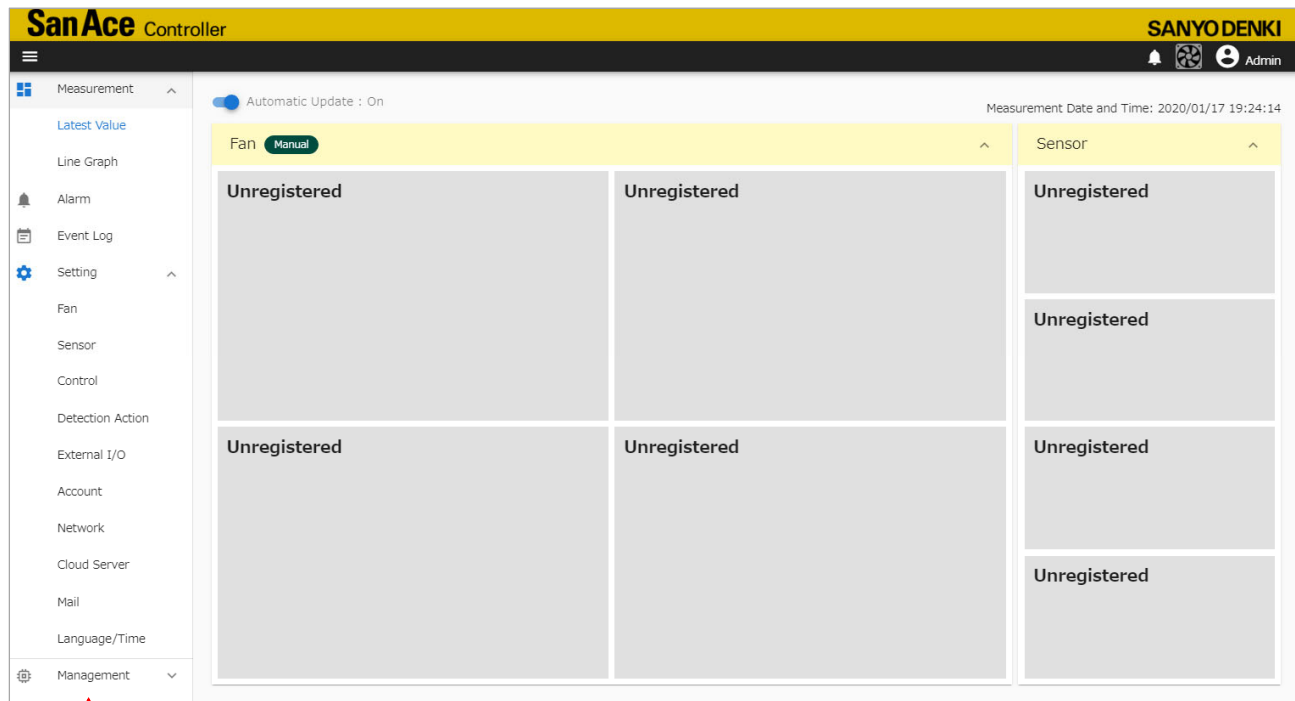 San Ace Controller
SANYO DENKI
Admin
Measurement
Latest Value
Line Graph
Alarm
Event Log
Setting
Fan
Sensor
Control
Detection Action
External I/O
Account
Network
Cloud Server
Mail
Language/Time
Management
Automatic Update : On
Measurement Date and Time: 2020/01/17 19:24:14
Fan Manual
Unregistered
Unregistered
Unregistered
Unregistered
Sensor
Unregistered
Unregistered
Unregistered
Unregistered